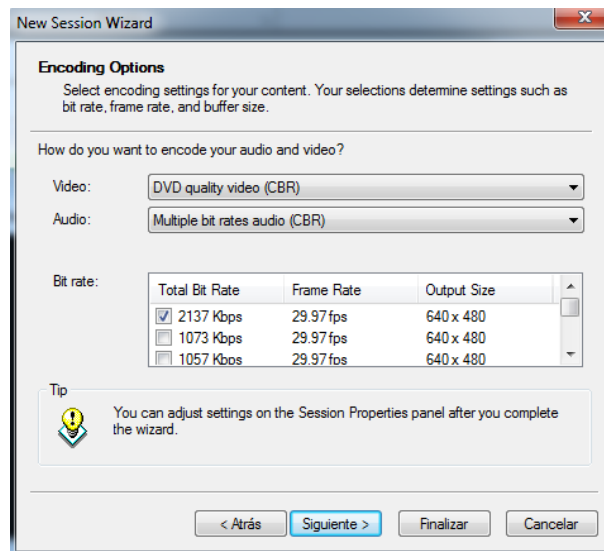 New Session Wizard
Encoding Options
Select encoding settings for your content. Your selections determine settings such as
bit rate, frame rate, and buffer size.
How do you want to encode your audio and video?
Video: DVD quality video (CBR)
Audio: Multiple bit rates audio (CBR)
Bit rate: Total Bit Rate Frame Rate Output Size
2137 Kbps 29.97 fps 640 x 480
1073 Kbps 29.97 fps 640 x 480
1057 Kbps 29.97 fps 640 x 480
Tip
You can adjust settings on the Session Properties panel after you complete
the wizard.
< Atrás Siguiente > Finalizar Cancelar